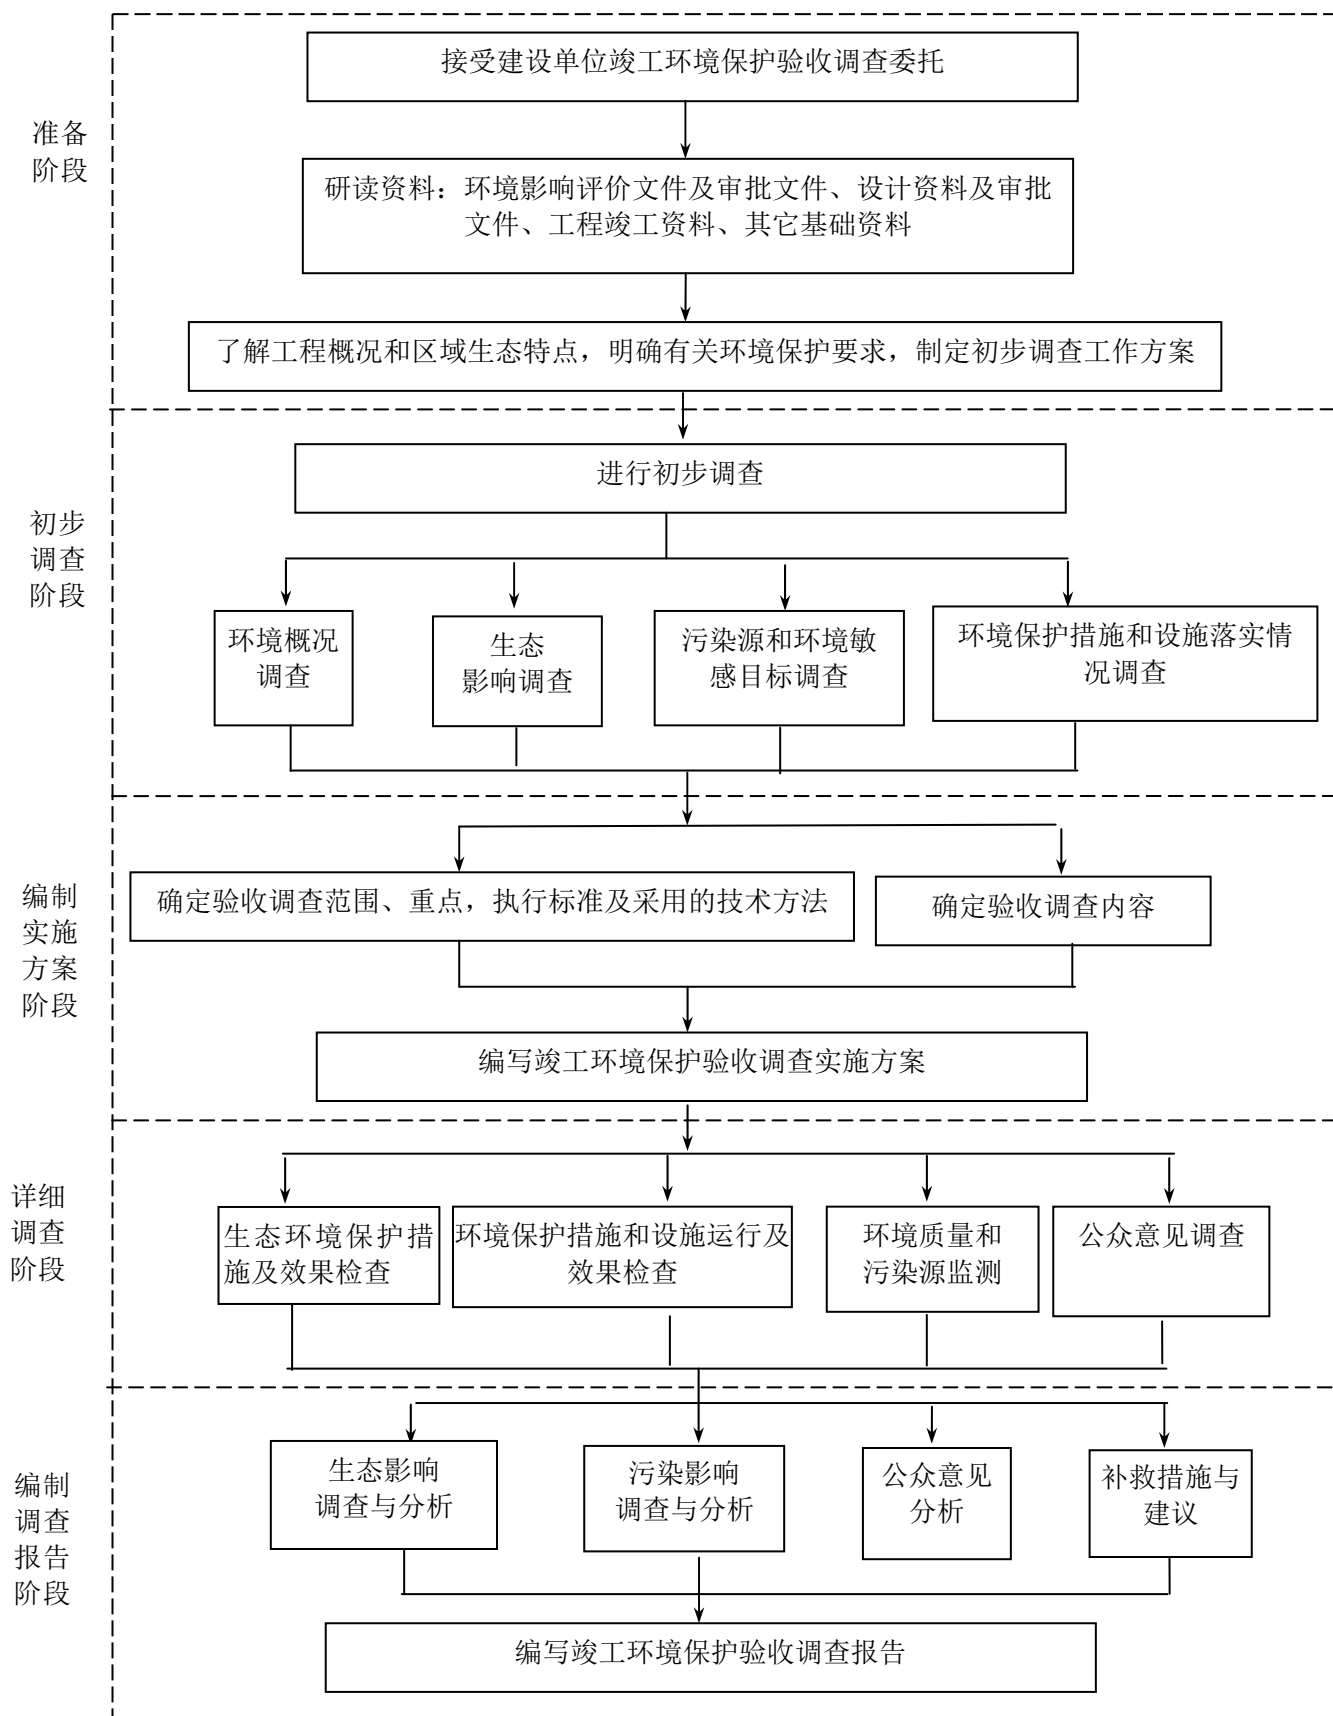 接受建设单位竣工环境保护验收调查委托
准备
阶段
研读资料：环境影响评价文件及审批文件、设计资料及审批
文件、工程竣工资料、其它基础资料
了解工程概况和区域生态特点，明确有关环境保护要求，制定初步调查工作方案
进行初步调查
初步
调查
阶段
环境概况
调查
生态
影响调查
污染源和环境敏
感目标调查
环境保护措施和设施落实情
况调查
编制
实施
方案
阶段
确定验收调查范围、重点，执行标准及采用的技术方法
确定验收调查内容
编写竣工环境保护验收调查实施方案
详细
调查
阶段
生态环境保护措
施及效果检查
环境保护措施和设施运行及
效果检查
环境质量和
污染源监测
公众意见调查
编制
调查
报告
阶段
生态影响
调查与分析
污染影响
调查与分析
公众意见
分析
补救措施与
建议
编写竣工环境保护验收调查报告